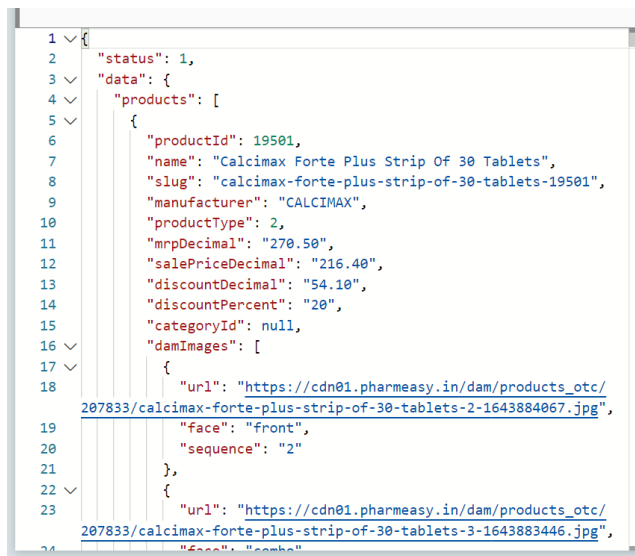 1 {
2 "status": 1,
3 "data": {
4 "products": [
5 {
6 "productId": 19501,
7 "name": "Calcimax Forte Plus Strip Of 30 Tablets",
8 "slug": "calcimax-forte-plus-strip-of-30-tablets-19501",
9 "manufacturer": "CALCIMAX",
10 "productType": 2,
11 "mrpDecimal": "270.50",
12 "salePriceDecimal": "216.40",
13 "discountDecimal": "54.10",
14 "discountPercent": "20",
15 "categoryId": null,
16 "damImages": [
17 {
18 "url": "https://cdn01.pharmeasy.in/dam/products_otc/
207833/calcimax-forte-plus-strip-of-30-tablets-2-1643884067.jpg",
19 "face": "front",
20 "sequence": "2"
21 },
22 {
23 "url": "https://cdn01.pharmeasy.in/dam/products_otc/
207833/calcimax-forte-plus-strip-of-30-tablets-3-1643883446.jpg",
24 "face": "combo"